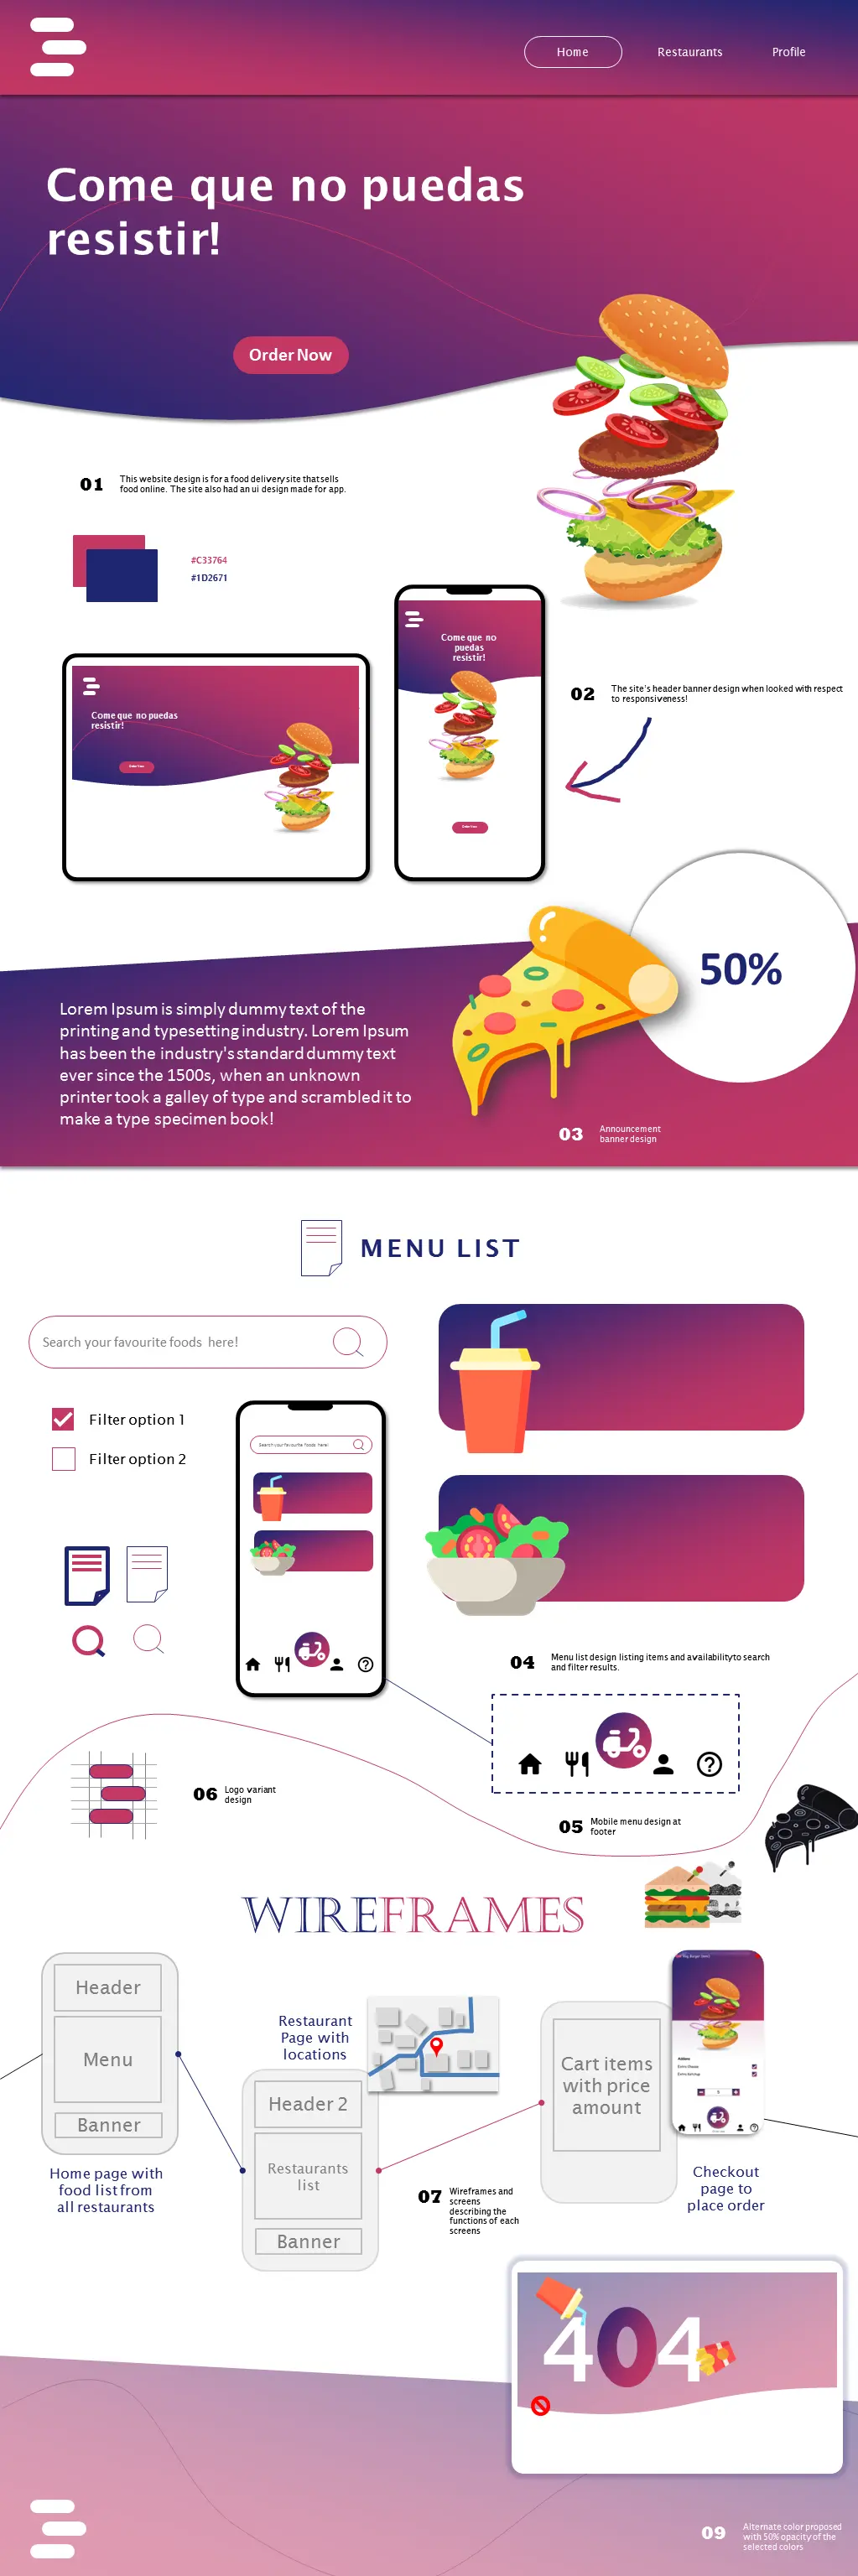 Home
Restaurants
Profile
Come que no puedas
resistir!
Order Now
01
This website design is for a food delivery site that sells
food online. The site also had an ui design made for app.
#C33764
#1D2671
Come que no
puedas
resistir!
Come que no puedas
resistir!
Order Now
Order Now
02
The site's header banner design when looked with respect
to responsiveness!
50%
Lorem Ipsum is simply dummy text of the
printing and typesetting industry. Lorem Ipsum
has been the industry's standard dummy text
ever since the 1500s, when an unknown
printer took a galley of type and scrambled it to
make a type specimen book!
03
Announcement
banner design
MENU LIST
Search your favourite foods here!
Filter option 1
Filter option 2
Search your favourite foods here!
04
Menu list design listing items and availability to search
and filter results.
06
Logo variant
design
05
Mobile menu design at
footer
WIREFRAMES
Header
Menu
Banner
Home page with
food list from
all restaurants
Restaurant
Page with
locations
Header 2
Restaurants
list
Banner
Cart items
with price
amount
07
Wireframes and
screens
describing the
functions of each
screens
Checkout
page to
place order
404
09
Alternate color proposed
with 50% opacity of the
selected colors